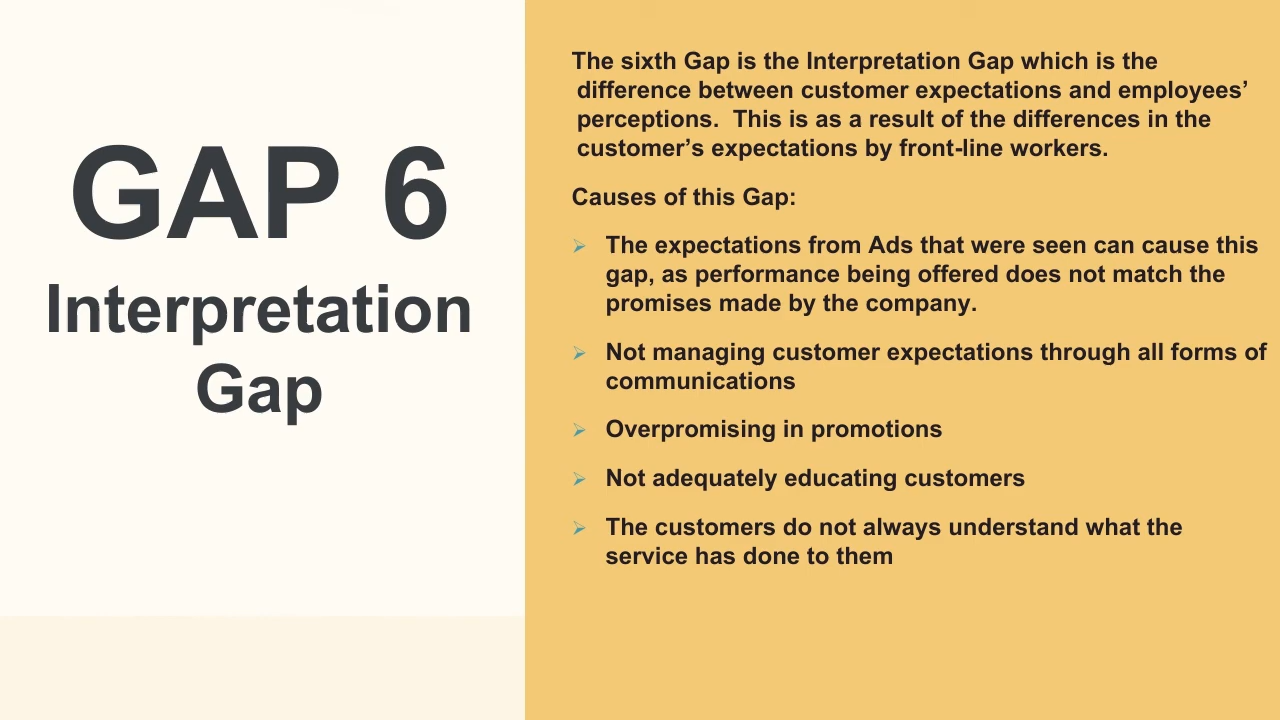 GAP 6
Interpretation
Gap
The sixth Gap is the Interpretation Gap which is the
difference between customer expectations and employees’
perceptions.  This is as a result of the differences in the
customer’s expectations by front-line workers.
Causes of this Gap:
➢ The expectations from Ads that were seen can cause this
gap, as performance being offered does not match the
promises made by the company.
➢ Not managing customer expectations through all forms of
communications
➢ Overpromising in promotions
➢ Not adequately educating customers
➢ The customers do not always understand what the
service has done to them